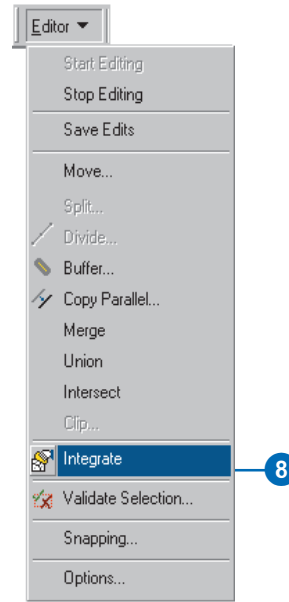 Editor
Start Editing
Stop Editing
Save Edits
Move...
Split...
Divide...
Buffer...
Copy Parallel...
Merge
Union
Intersect
Clip...
Integrate
8
Validate Selection...
Snapping...
Options...